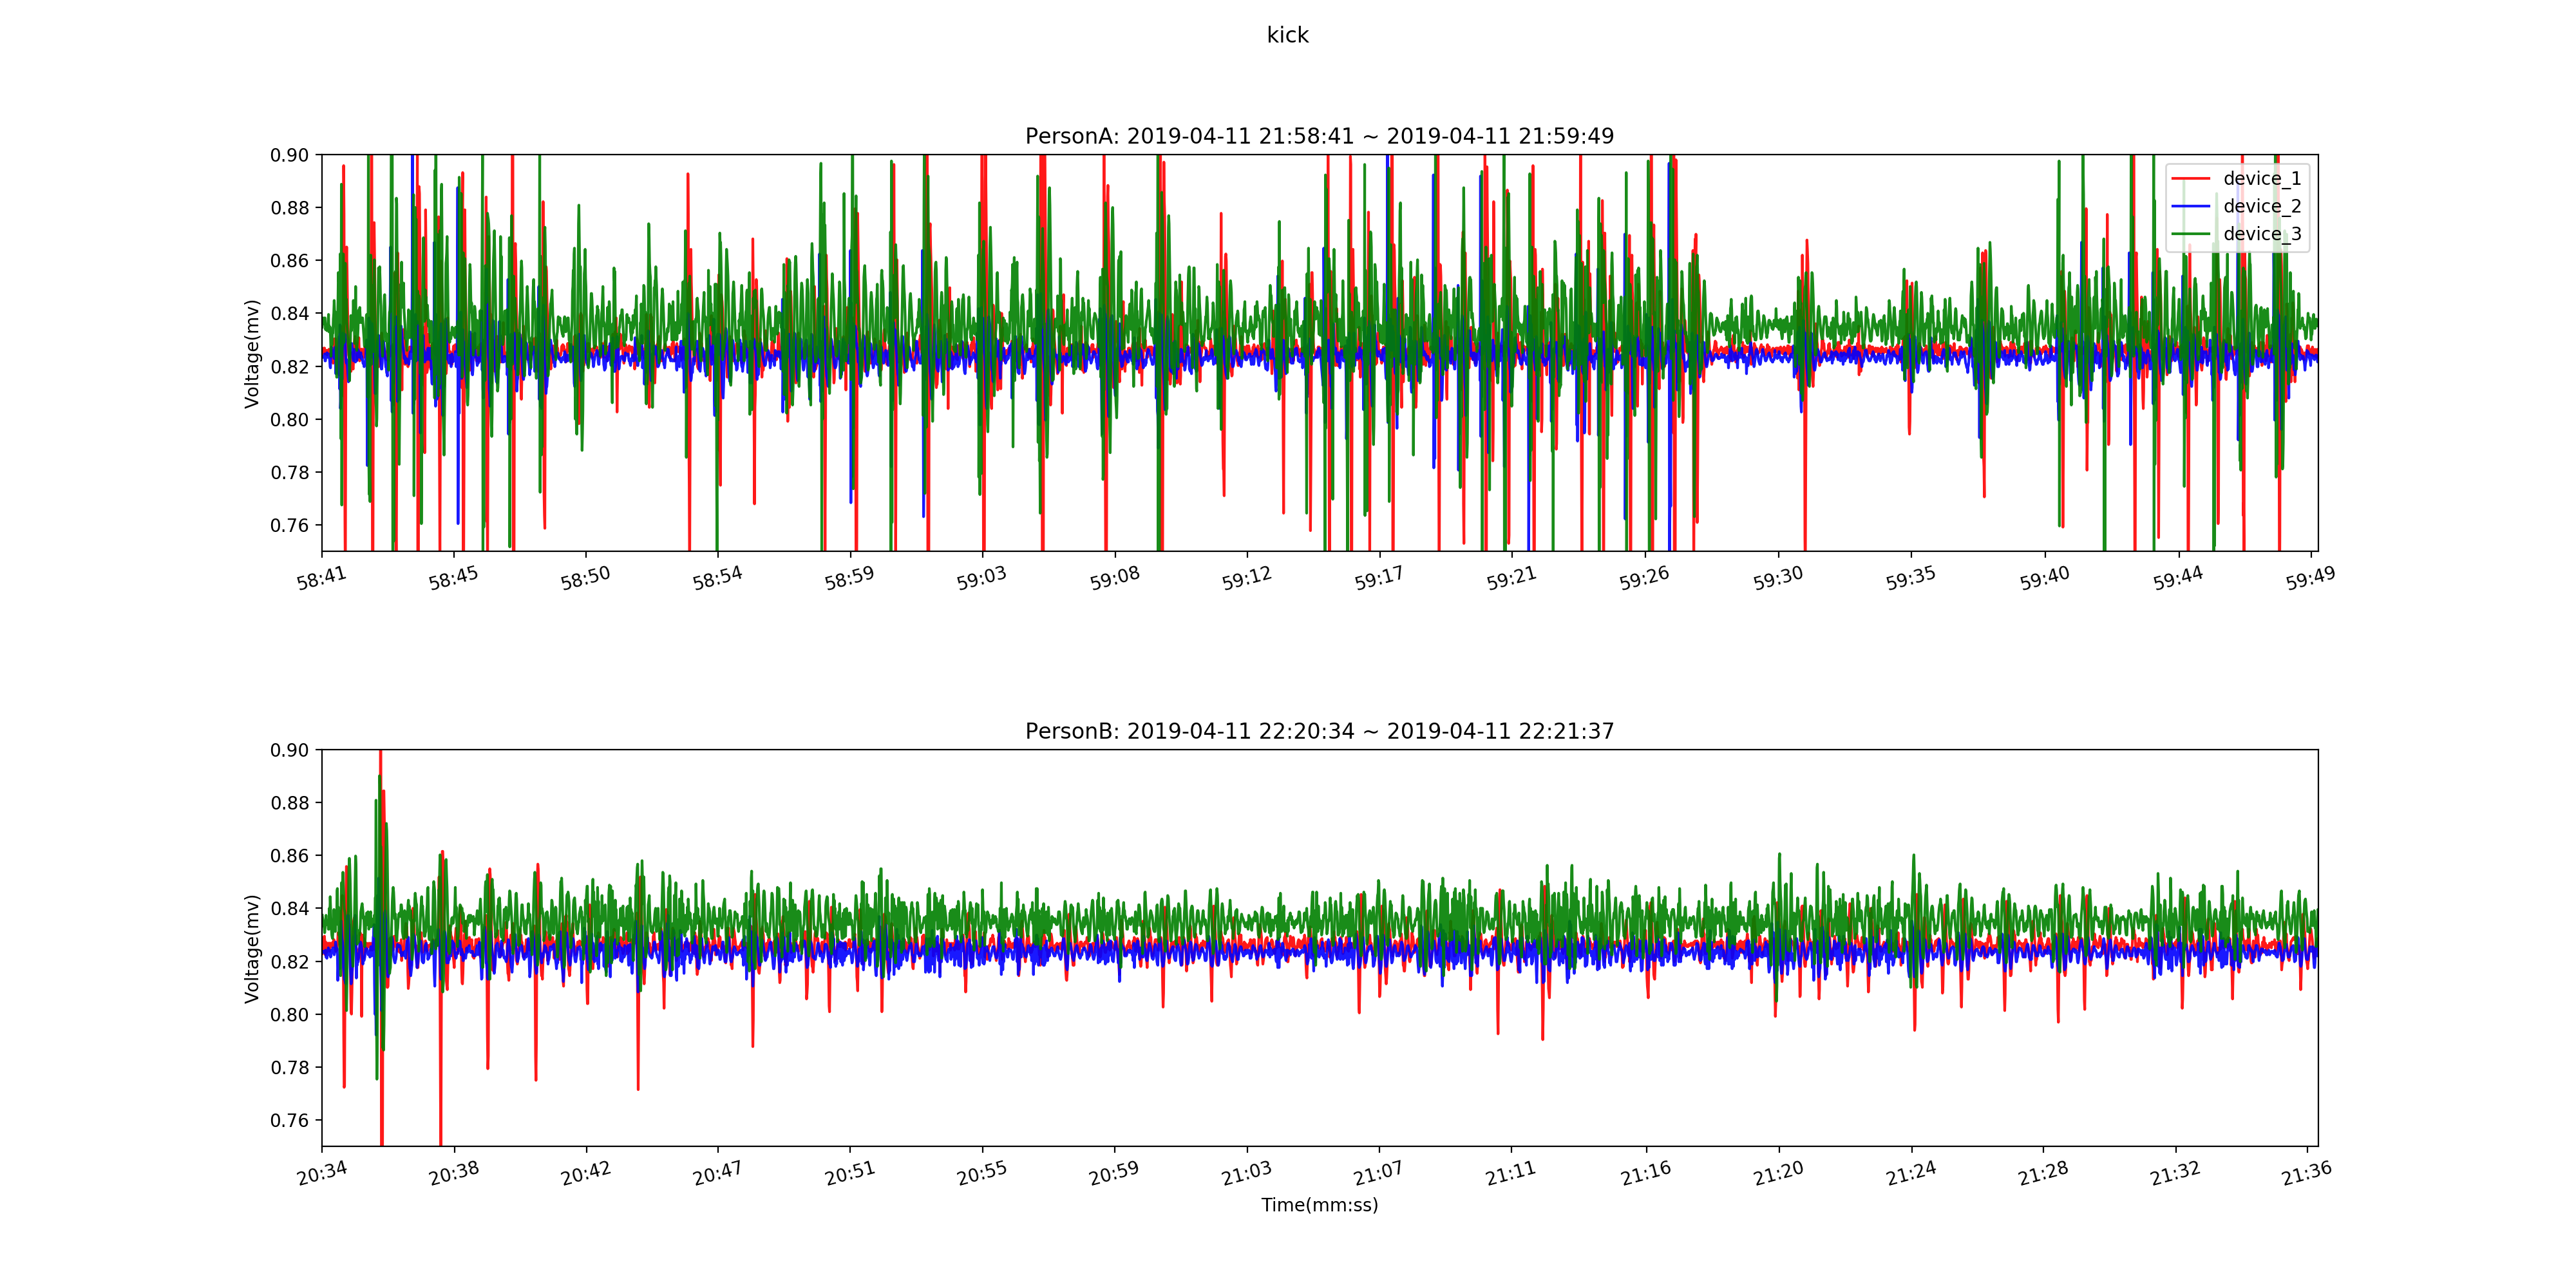 kick
PersonA: 2019-04-11 21:58:41 ~ 2019-04-11 21:59:49
Voltage(mv)
0.90
0.88
0.86
0.84
0.82
0.80
0.78
0.76
device_1
device_2
device_3
58:41 58:45 58:50 58:54 58:59 59:03 59:08 59:12 59:17 59:21 59:26 59:30 59:35 59:40 59:44 59:49
PersonB: 2019-04-11 22:20:34 ~ 2019-04-11 22:21:37
Voltage(mv)
0.90
0.88
0.86
0.84
0.82
0.80
0.78
0.76
20:34 20:38 20:42 20:47 20:51 20:55 20:59 21:03 21:07 21:11 21:16 21:20 21:24 21:28 21:32 21:36
Time(mm:ss)